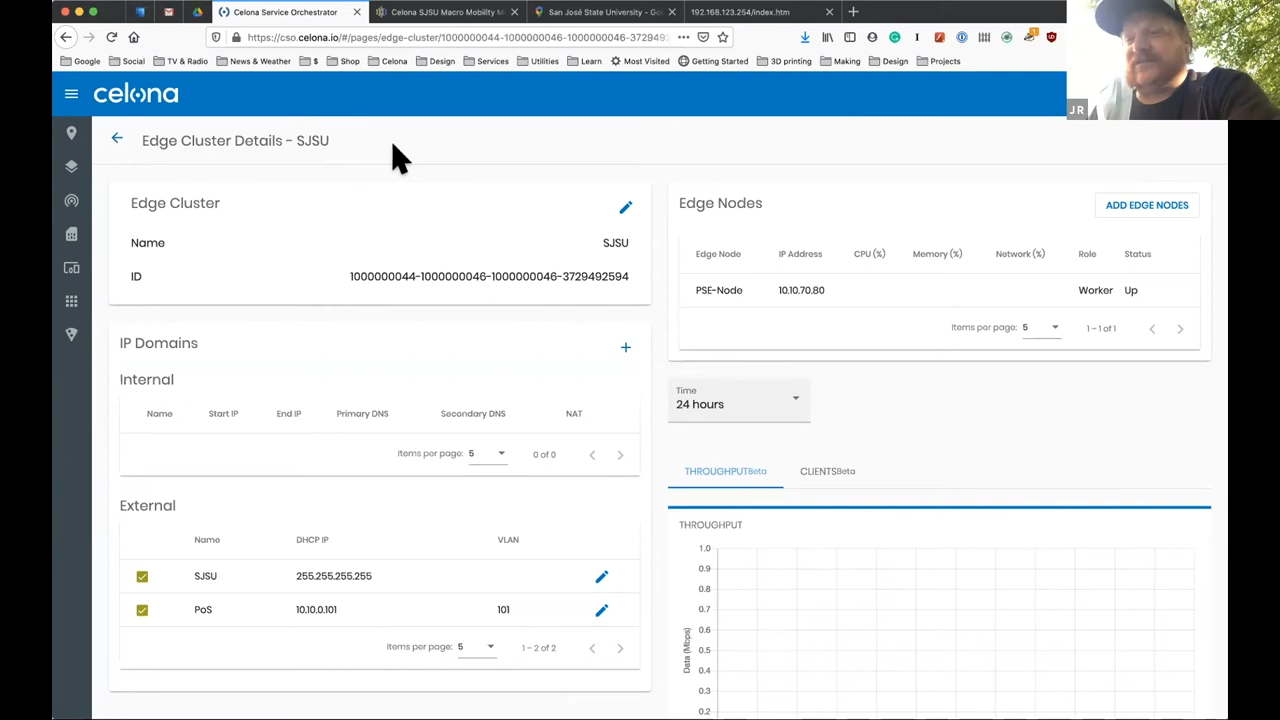 Celona Service Orchestrator
Celona SJSU Macro Mobility M
San José State University - Go
192.168.123.254/index.htm
https://cso.celona.io/#/pages/edge-cluster/1000000044-1000000046-1000000046-3729492
Google
Social
TV & Radio
News & Weather
$
Shop
Celona
Design
Services
Utilities
Learn
Most Visited
Getting Started
3D printing
Making
Design
Projects
celona
JR
Edge Cluster Details - SJSU
Edge Cluster
Name SJSU
ID 1000000044-1000000046-1000000046-3729492594
IP Domains
Internal
Name Start IP End IP Primary DNS Secondary DNS NAT
Items per page: 5 0 of 0
External
Name DHCP IP VLAN
SJSU 255.255.255.255
PoS 10.10.0.101 101
Items per page: 5 1 – 2 of 2
Edge Nodes
ADD EDGE NODES
Edge Node IP Address CPU (%) Memory (%) Network (%) Role Status
PSE-Node 10.10.70.80 Worker Up
Items per page: 5 1 – 1 of 1
Time
24 hours
THROUGHPUTBeta CLIENTSBeta
THROUGHPUT
1.0
0.9
0.8
0.7
0.6
0.5
0.4
0.3
0.2
Data (Mbps)